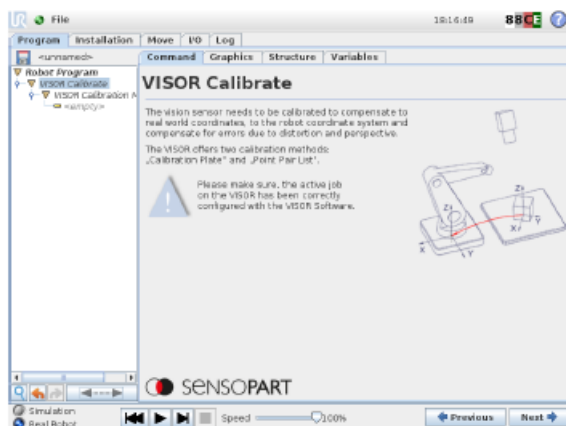 File
18:16:49
88CE
?
Program Installation Move I/O Log
<unnamed>
Command Graphics Structure Variables
Robot Program
VISOR Calibrate
VISOR Calibration
<empty>
VISOR Calibrate
The vision sensor needs to be calibrated to compensate to
real world coordinates, to the robot coordinate system and
compensate for errors due to distortion and perspective.
The VISOR offers two calibration methods:
„Calibration Plate" and „Point Pair List".
Please make sure, the active job
on the VISOR has been correctly
configured with the VISOR Software.
Z
Z
X
Y
X
Y
SENSOPART
Simulation
Real Robot
Speed 100%
Previous
Next